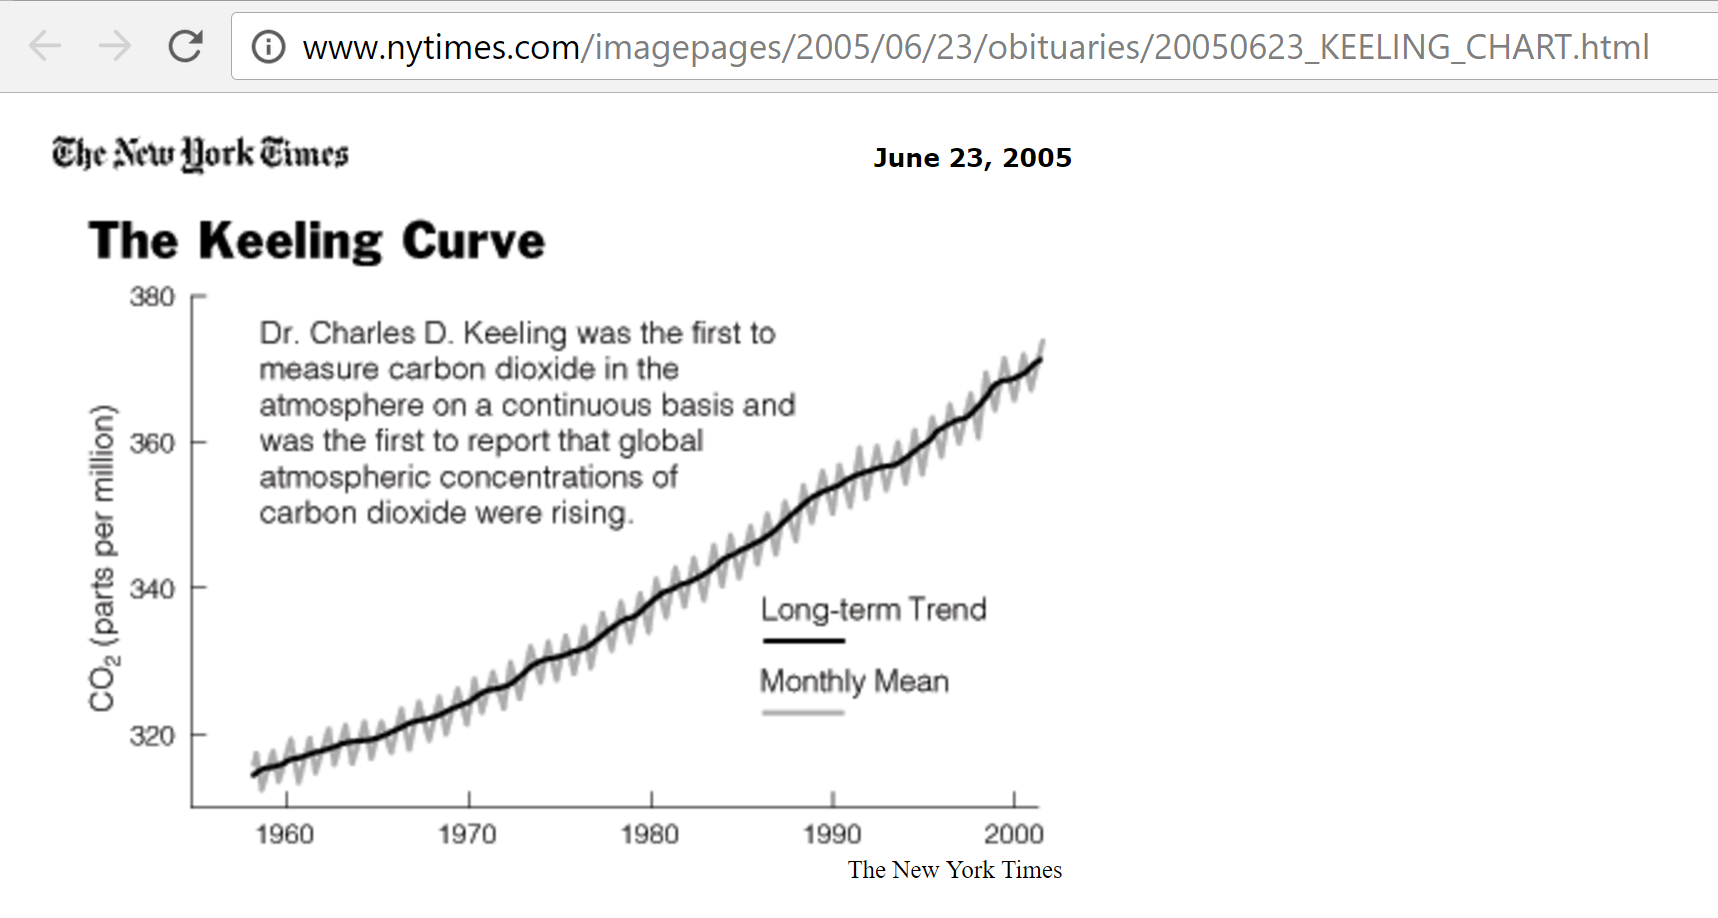 www.nytimes.com/imagepages/2005/06/23/obituaries/20050623_KEELING_CHART.html
The New York Times
June 23, 2005
The Keeling Curve
380
Dr. Charles D. Keeling was the first to
measure carbon dioxide in the
atmosphere on a continuous basis and
was the first to report that global
atmospheric concentrations of
carbon dioxide were rising.
CO₂ (parts per million)
360
340
320
Long-term Trend
Monthly Mean
1960 1970 1980 1990 2000
The New York Times